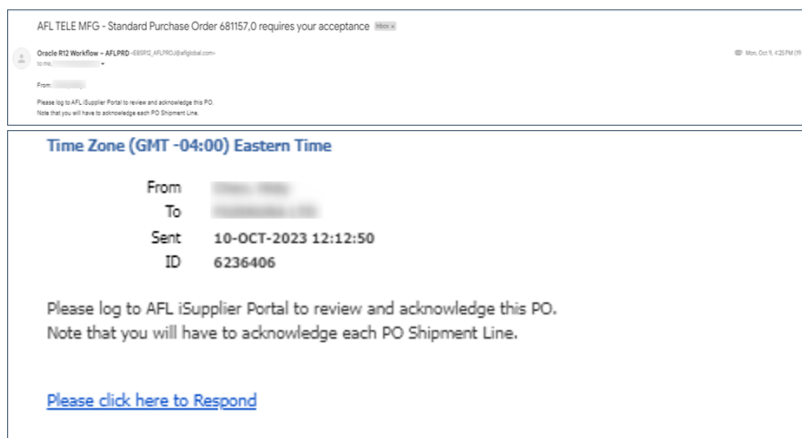 AFL TELE MFG - Standard Purchase Order 681157,0 requires your acceptance Inbox x
Oracle R12 Workflow - AFLPRD
Mon, Oct 9, 4:25 PM
to me,
From:
Please log to AFL iSupplier Portal to review and acknowledge this PO.
Note that you will have to acknowledge each PO Shipment Line.
Time Zone (GMT -04:00) Eastern Time
From
To
Sent 10-OCT-2023 12:12:50
ID 6236406
Please log to AFL iSupplier Portal to review and acknowledge this PO.
Note that you will have to acknowledge each PO Shipment Line.
Please click here to Respond